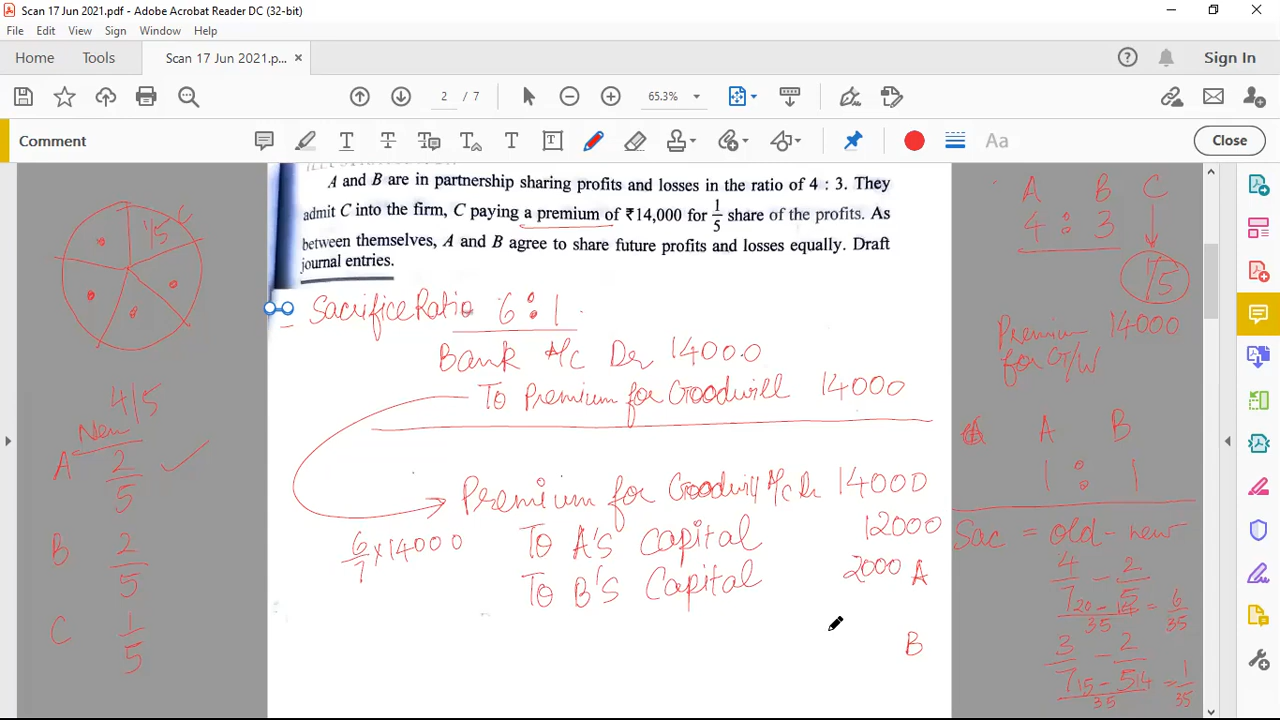 Scan 17 Jun 2021.pdf - Adobe Acrobat Reader DC (32-bit)
File Edit View Sign Window Help
Home Tools Scan 17 Jun 2021.p... × Sign In
2 / 7 65.3%
Comment Close
A and B are in partnership sharing profits and losses in the ratio of 4 : 3. They
admit C into the firm, C paying a premium of ₹14,000 for 1/5 share of the profits. As
between themselves, A and B agree to share future profits and losses equally. Draft
journal entries.
Sacrifice Ratio 6 : 1
Bank A/c Dr 14000
To Premium for Goodwill 14000
Premium for Goodwill A/c Dr 14000
To A's Capital 12000
6/7 x 14000
To B's Capital 2000 A
B
1/5 C
4/5
New
A 2/5
B 2/5
C 1/5
A B C
4 : 3
1/5
Premium 14000
for G/W
A B
1 : 1
Sac = old - new
4/7 - 2/5
20 - 14 / 35 = 6/35
3/7 - 2/5
15 - 14 / 35 = 1/35